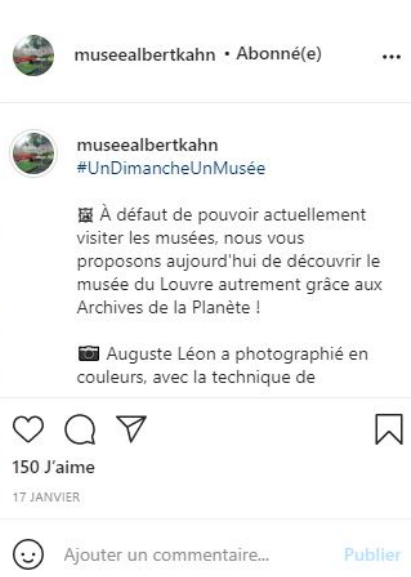 museealbertkahn • Abonné(e)
museealbertkahn
#UnDimancheUnMusée
🖼 À défaut de pouvoir actuellement
visiter les musées, nous vous
proposons aujourd'hui de découvrir le
musée du Louvre autrement grâce aux
Archives de la Planète !
📷 Auguste Léon a photographié en
couleurs, avec la technique de
150 J'aime
17 JANVIER
Ajouter un commentaire... Publier